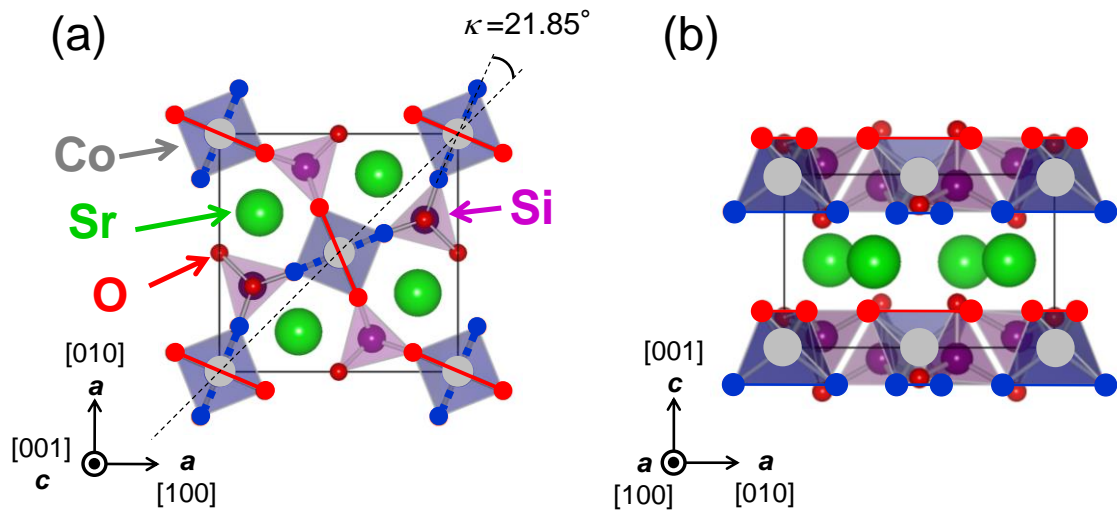 (a)
κ=21.85°
(b)
Co
Sr
Si
O
[010]
a
[001]
c
a
[100]
[001]
c
a
a
[100]
[010]